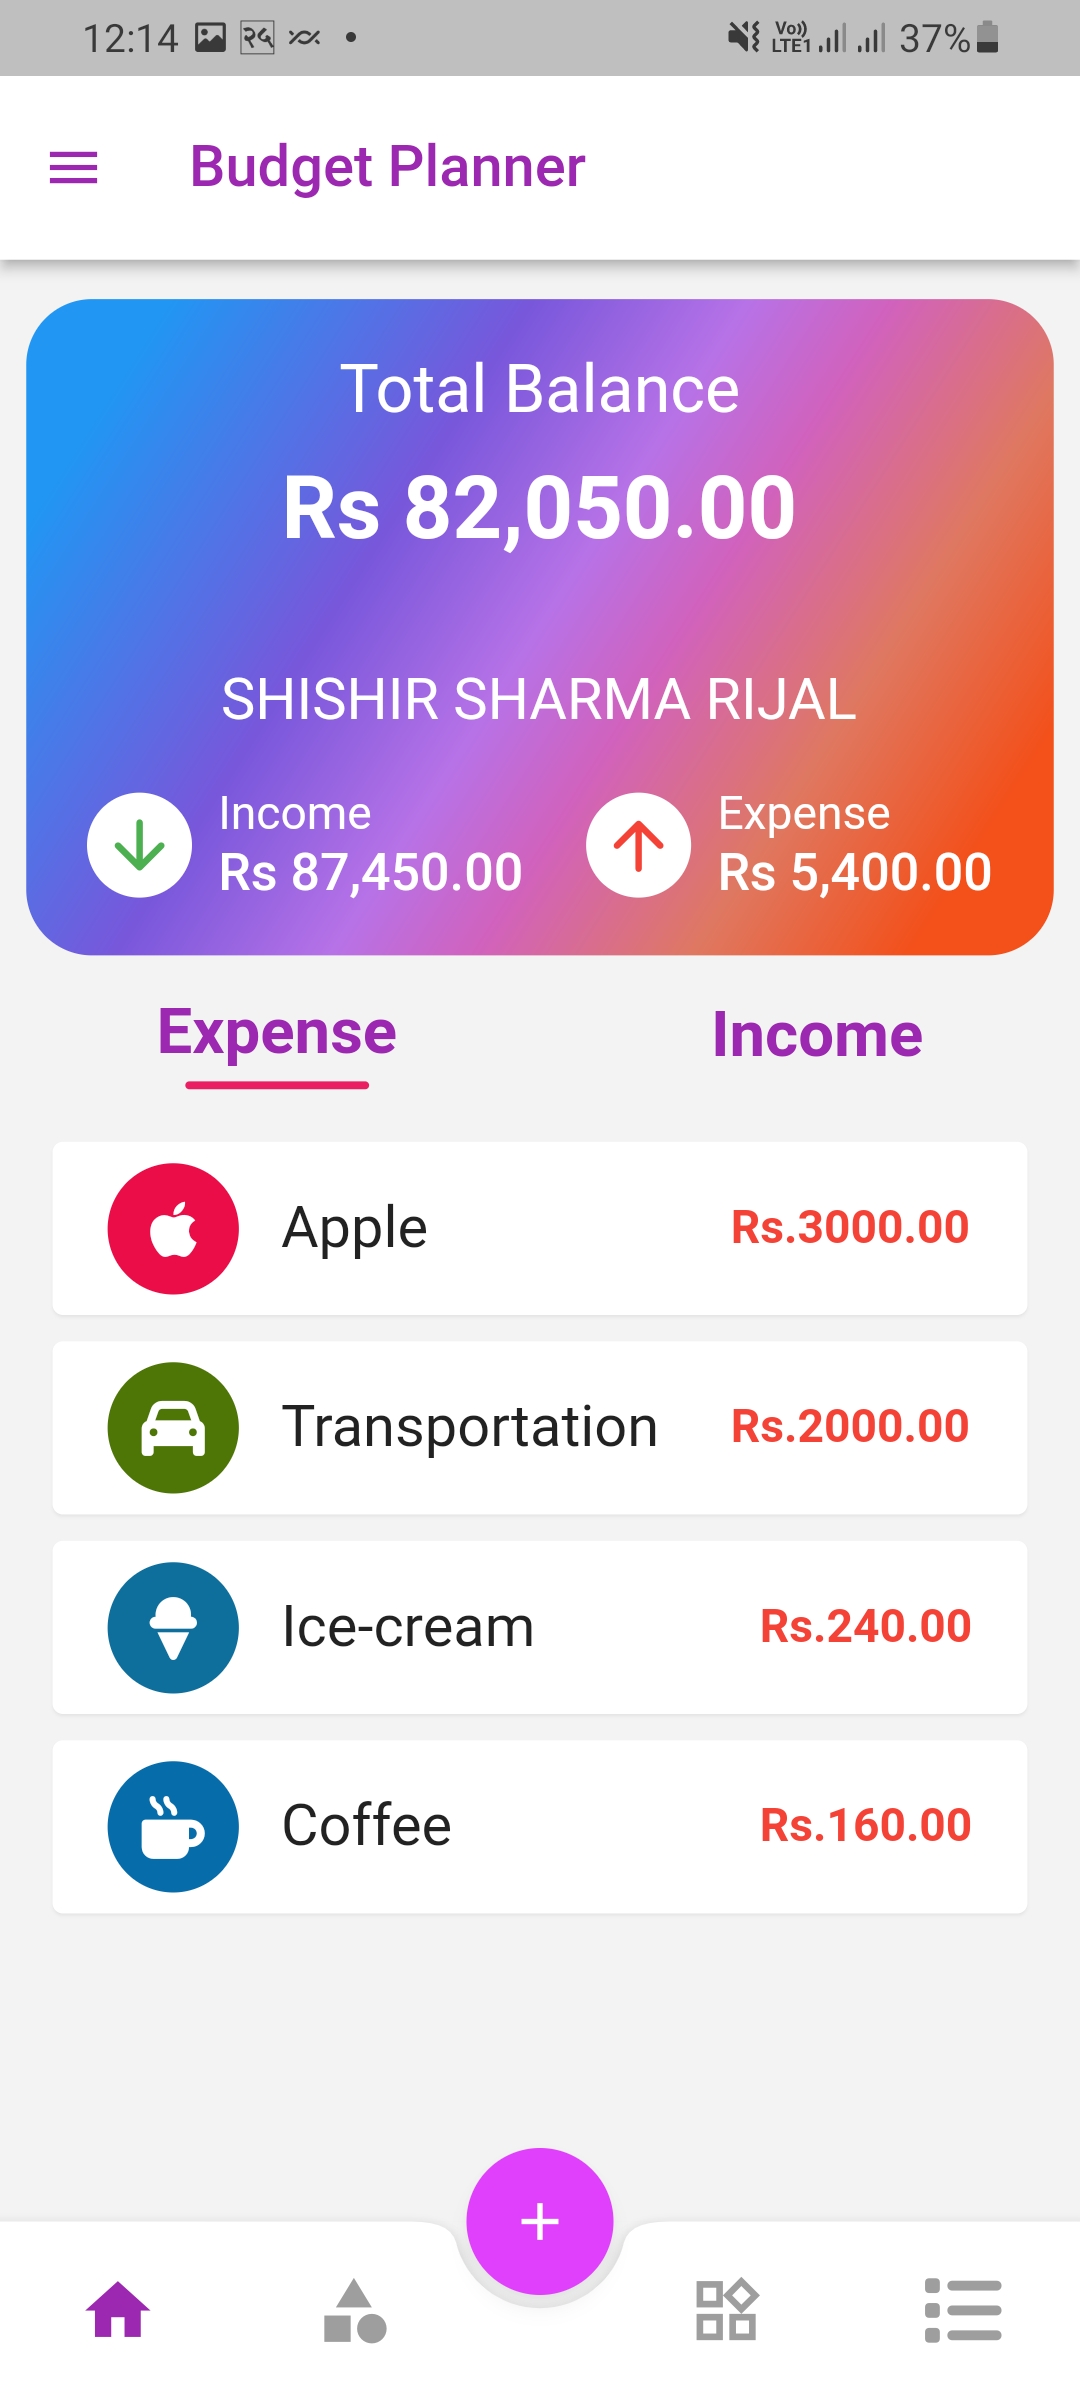 12:14 २५ Vo)) LTE1 37%
Budget Planner
Total Balance
Rs 82,050.00
SHISHIR SHARMA RIJAL
Income Expense
Rs 87,450.00 Rs 5,400.00
Expense Income
Apple Rs.3000.00
Transportation Rs.2000.00
Ice-cream Rs.240.00
Coffee Rs.160.00